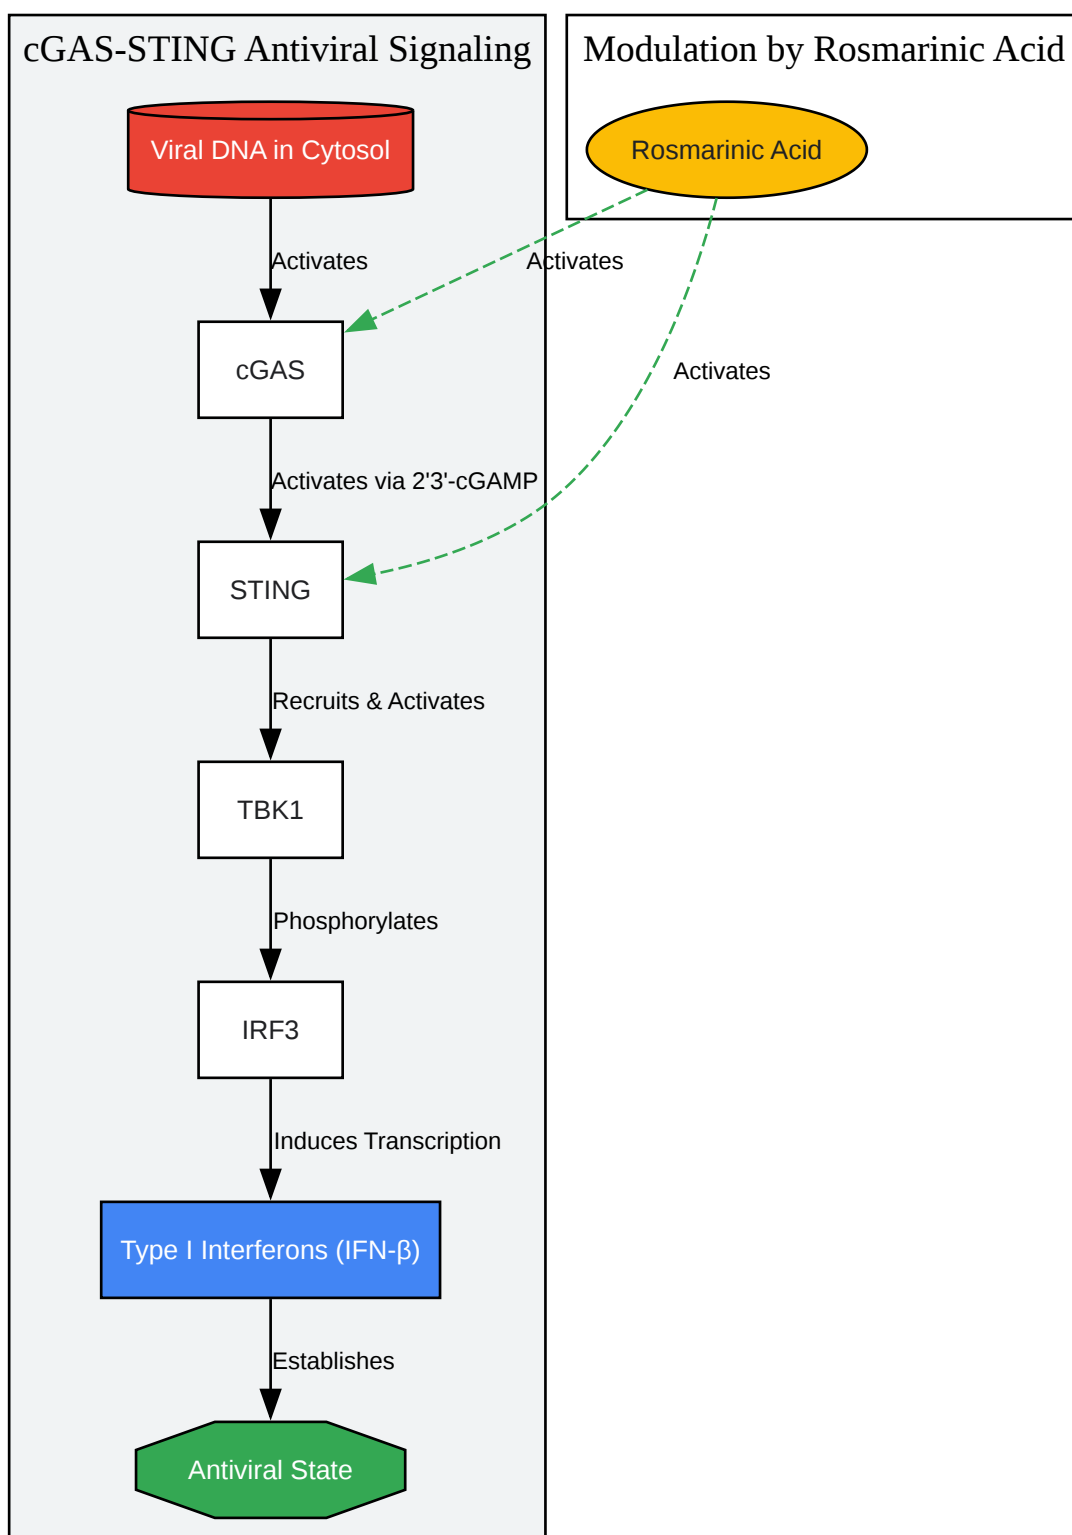 cGAS-STING Antiviral Signaling
Modulation by Rosmarinic Acid
Viral DNA in Cytosol
Rosmarinic Acid
Activates
Activates
cGAS
Activates
Activates via 2'3'-cGAMP
STING
Recruits & Activates
TBK1
Phosphorylates
IRF3
Induces Transcription
Type I Interferons (IFN-β)
Establishes
Antiviral State